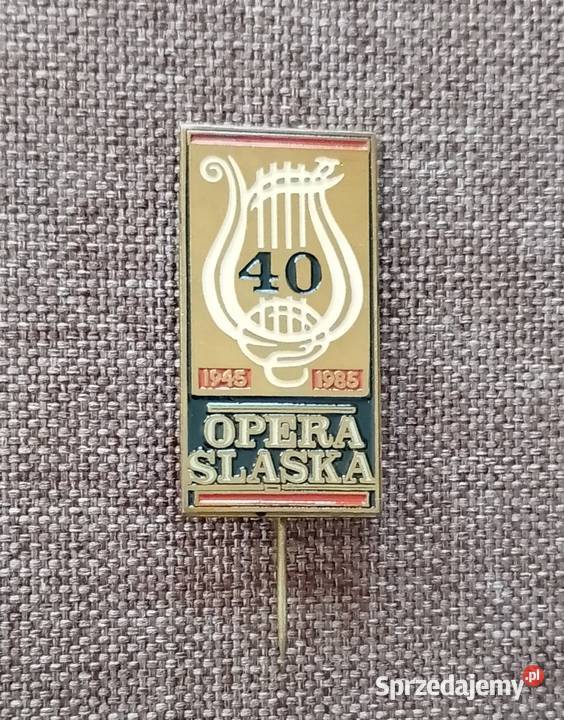 40
1945 1985
OPERA
ŚLĄSKA
Sprzedajemy.pl